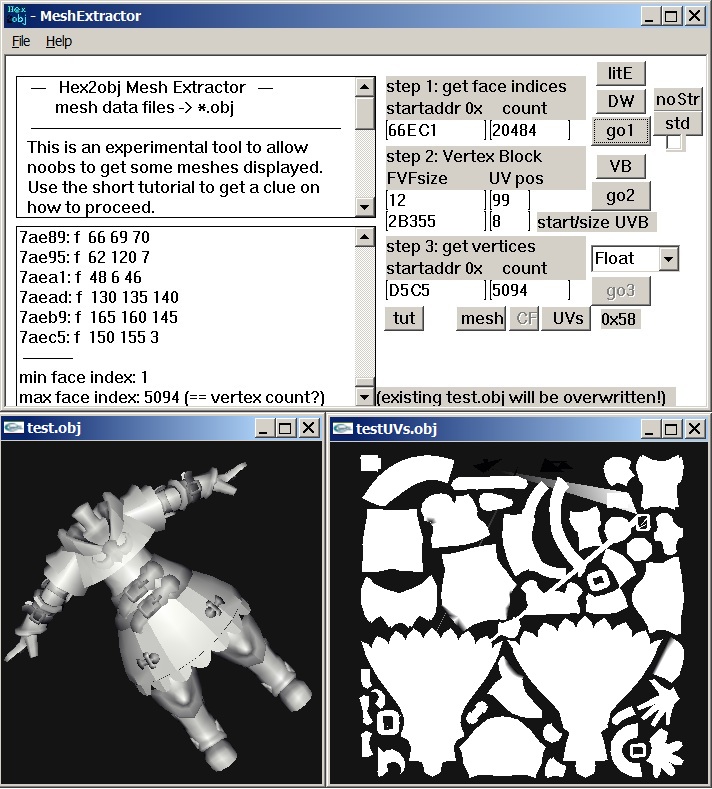 Hex
obj - MeshExtractor
File Help
— Hex2obj Mesh Extractor —
mesh data files -> *.obj
This is an experimental tool to allow
noobs to get some meshes displayed.
Use the short tutorial to get a clue on
how to proceed.
7ae89: f 66 69 70
7ae95: f 62 120 7
7aea1: f 48 6 46
7aead: f 130 135 140
7aeb9: f 165 160 145
7aec5: f 150 155 3
min face index: 1
max face index: 5094 (== vertex count?)
step 1: get face indices
startaddr 0x count
66EC1 20484
litE
DW
noStr
go1
std
step 2: Vertex Block
FVFsize UV pos
12 99
2B355 8 start/size UVB
VB
go2
step 3: get vertices
startaddr 0x count
D5C5 5094
Float
go3
tut mesh CF UVs 0x58
(existing test.obj will be overwritten!)
test.obj
testUVs.obj